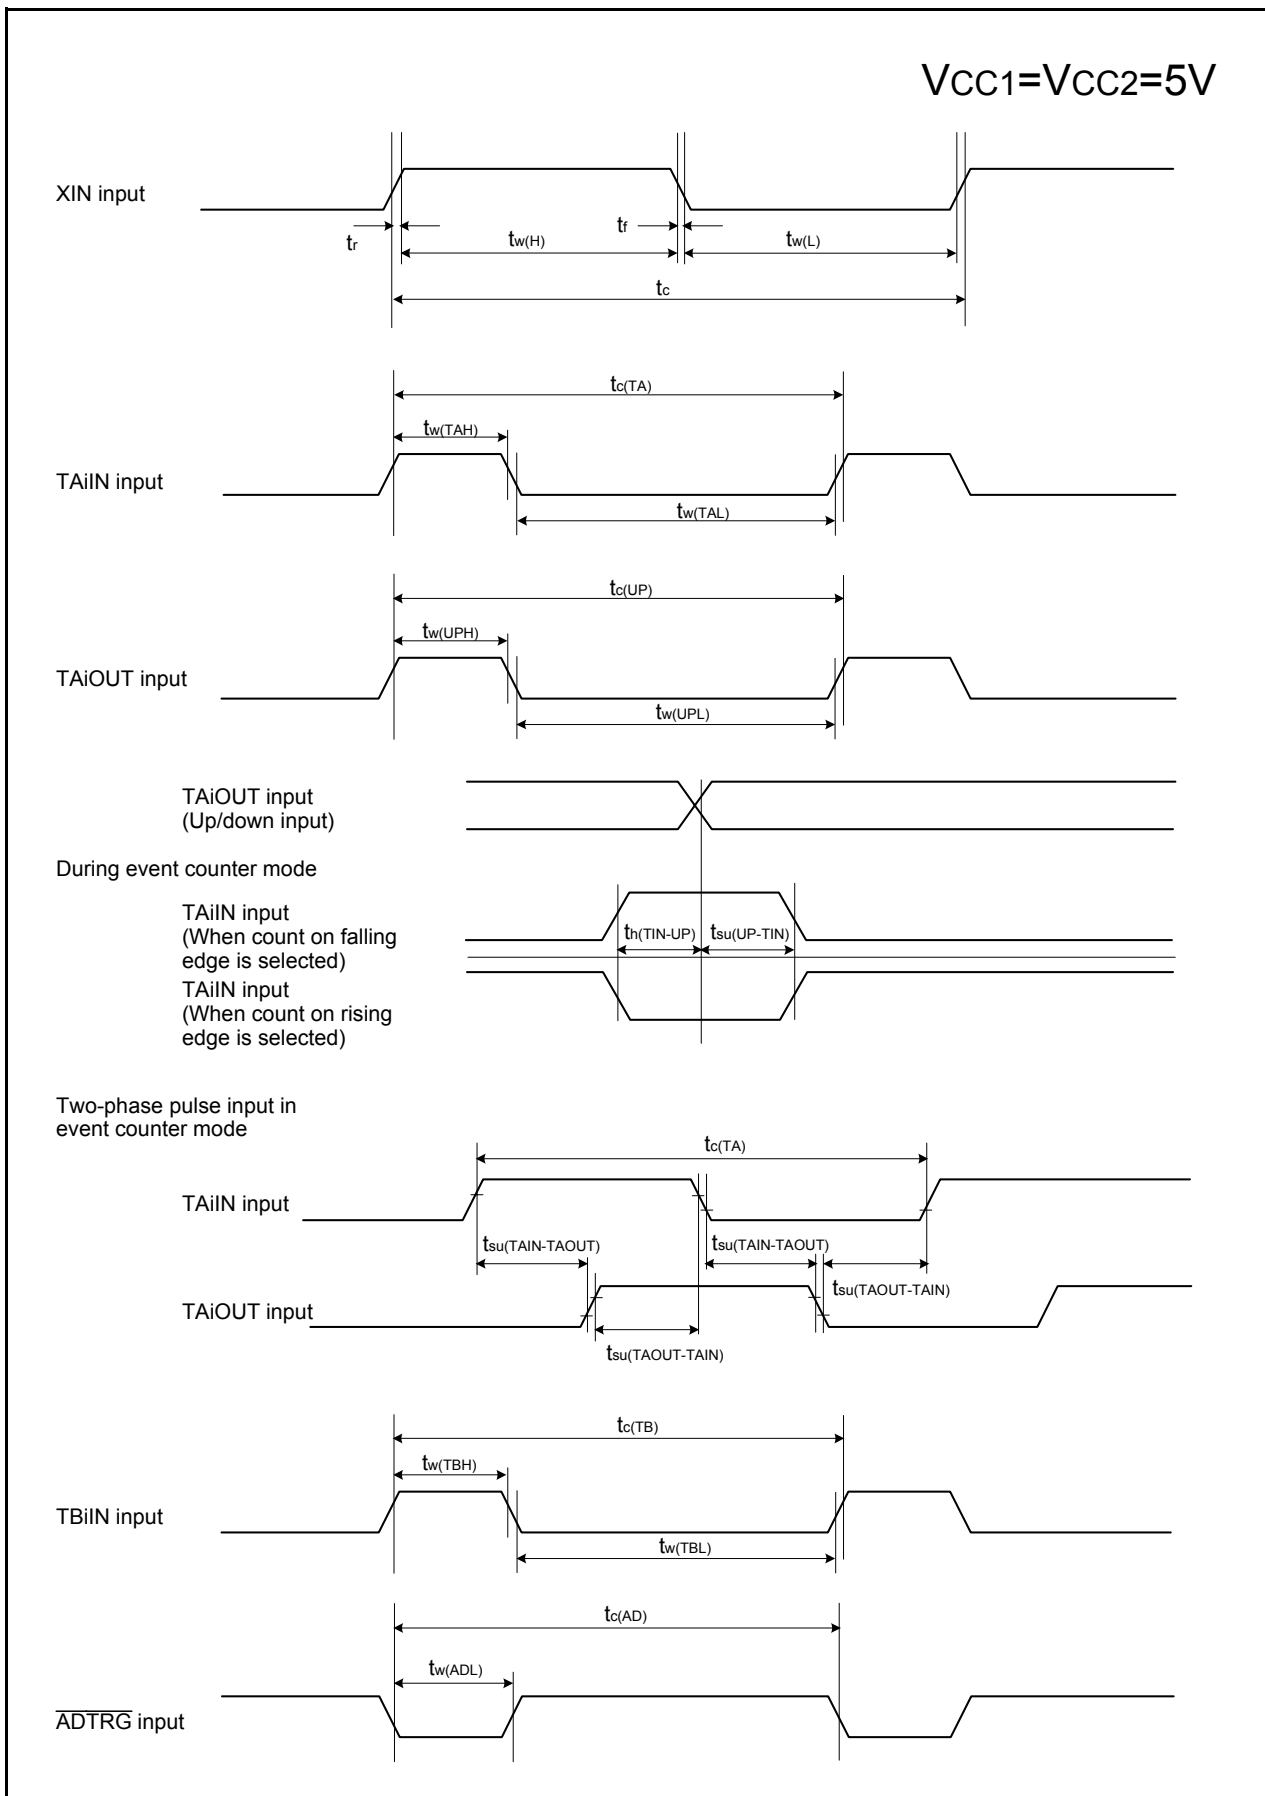 VCC1=VCC2=5V
XIN input
tr
tw(H)
tf
tw(L)
tc
tc(TA)
tw(TAH)
TAiIN input
tw(TAL)
tc(UP)
tw(UPH)
TAiOUT input
tw(UPL)
TAiOUT input
(Up/down input)
During event counter mode
TAiIN input
(When count on falling
edge is selected)
th(TIN-UP)
tsu(UP-TIN)
TAiIN input
(When count on rising
edge is selected)
Two-phase pulse input in
event counter mode
tc(TA)
TAiIN input
tsu(TAIN-TAOUT)
tsu(TAIN-TAOUT)
tsu(TAOUT-TAIN)
TAiOUT input
tsu(TAOUT-TAIN)
tc(TB)
tw(TBH)
TBiIN input
tw(TBL)
tc(AD)
tw(ADL)
ADTRG input